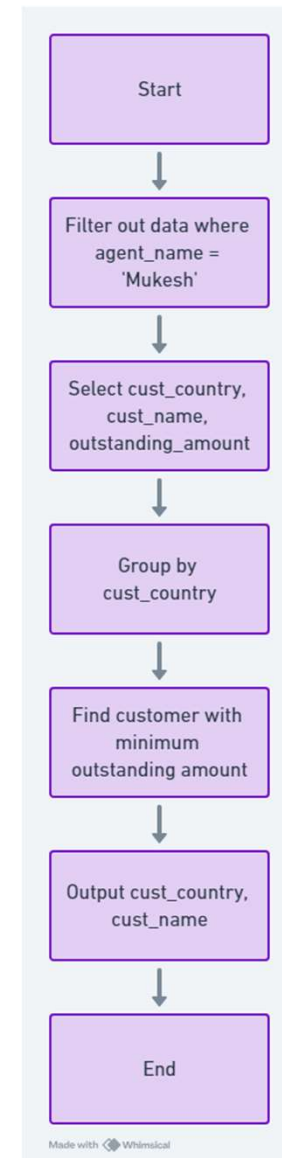 Start
Filter out data where
agent_name =
'Mukesh'
Select cust_country,
cust_name,
outstanding_amount
Group by
cust_country
Find customer with
minimum
outstanding amount
Output cust_country,
cust_name
End
Made with Whimsical